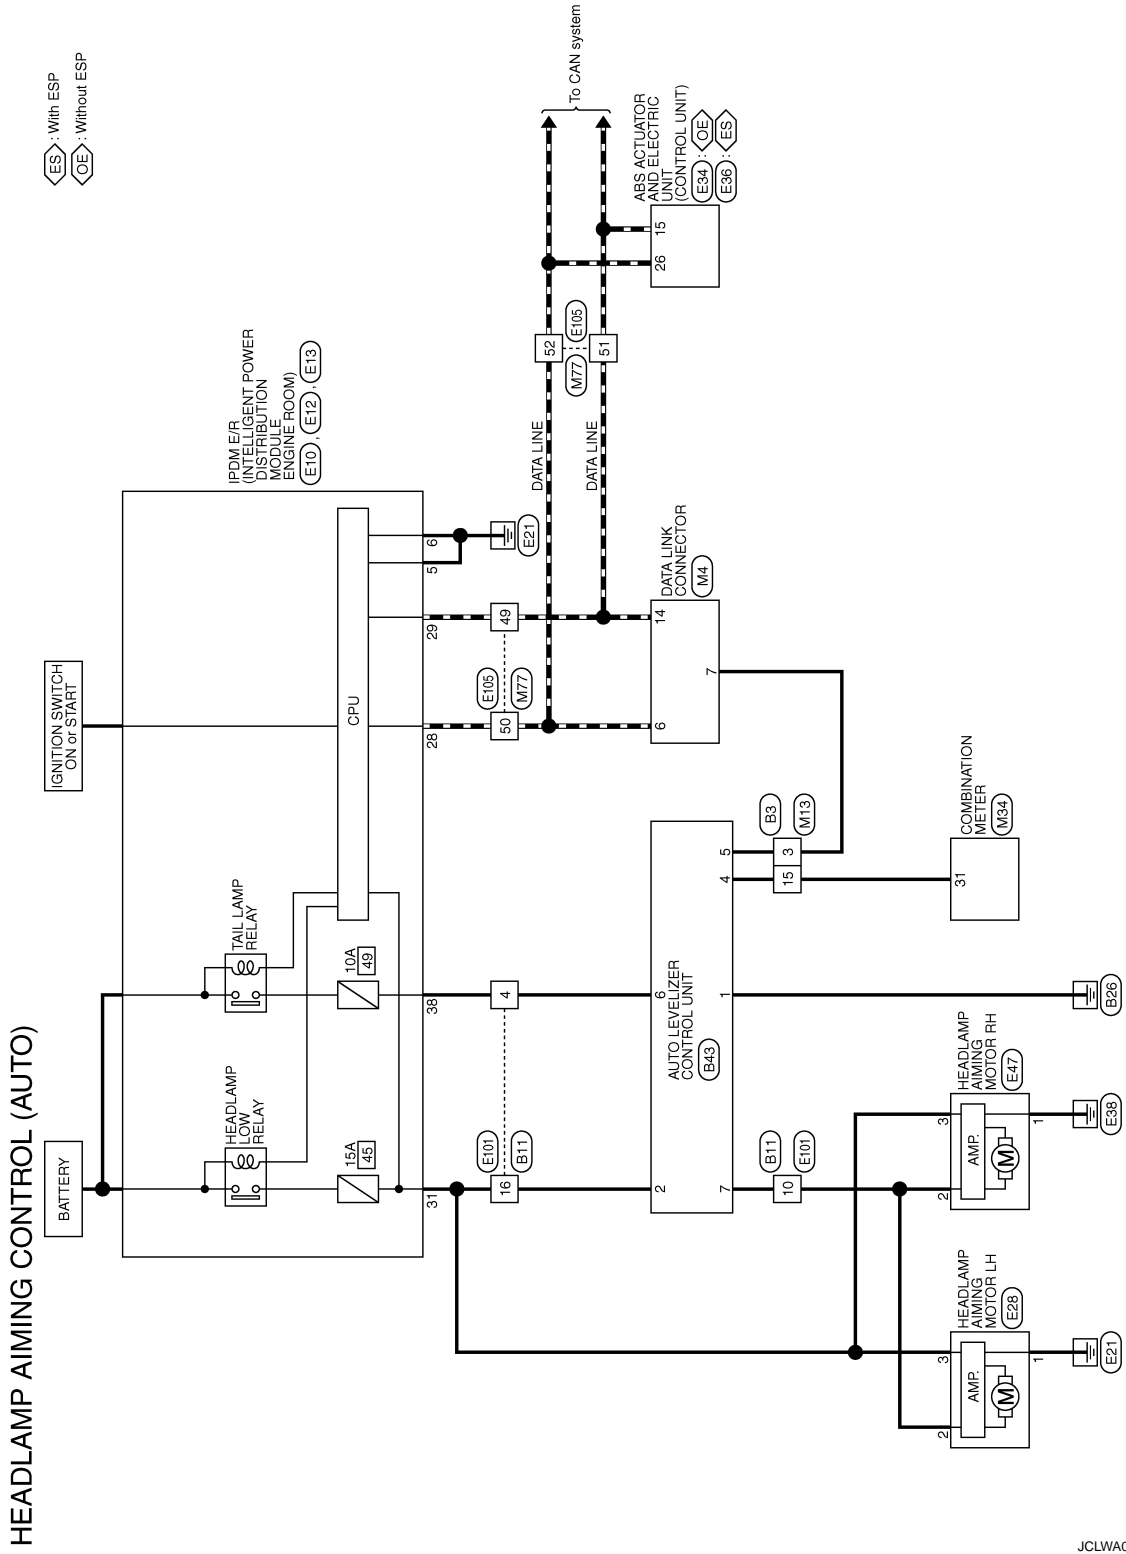 HEADLAMP AIMING CONTROL (AUTO)
ES : With ESP
OE : Without ESP
BATTERY
IGNITION SWITCH
ON or START
IPDM E/R
(INTELLIGENT POWER
DISTRIBUTION
MODULE
ENGINE ROOM)
E10 , E12 , E13
HEADLAMP
LOW
RELAY
TAIL LAMP
RELAY
CPU
15A
45
10A
49
31
38
28
29
5
6
E21
16
E101
B11
4
50
E105
M77
49
DATA LINE
DATA LINE
52
M77
E105
51
To CAN system
ABS ACTUATOR
AND ELECTRIC
UNIT
(CONTROL UNIT)
E34 : OE
E36 : ES
26
15
AUTO LEVELIZER
CONTROL UNIT
B43
2
6
7
1
4
5
DATA LINK
CONNECTOR
M4
6
14
7
10
B11
E101
15
3
B3
M13
COMBINATION
METER
M34
31
HEADLAMP
AIMING
MOTOR LH
E28
2
3
AMP.
M
1
E21
HEADLAMP
AIMING
MOTOR RH
E47
2
3
AMP.
M
1
E38
B26